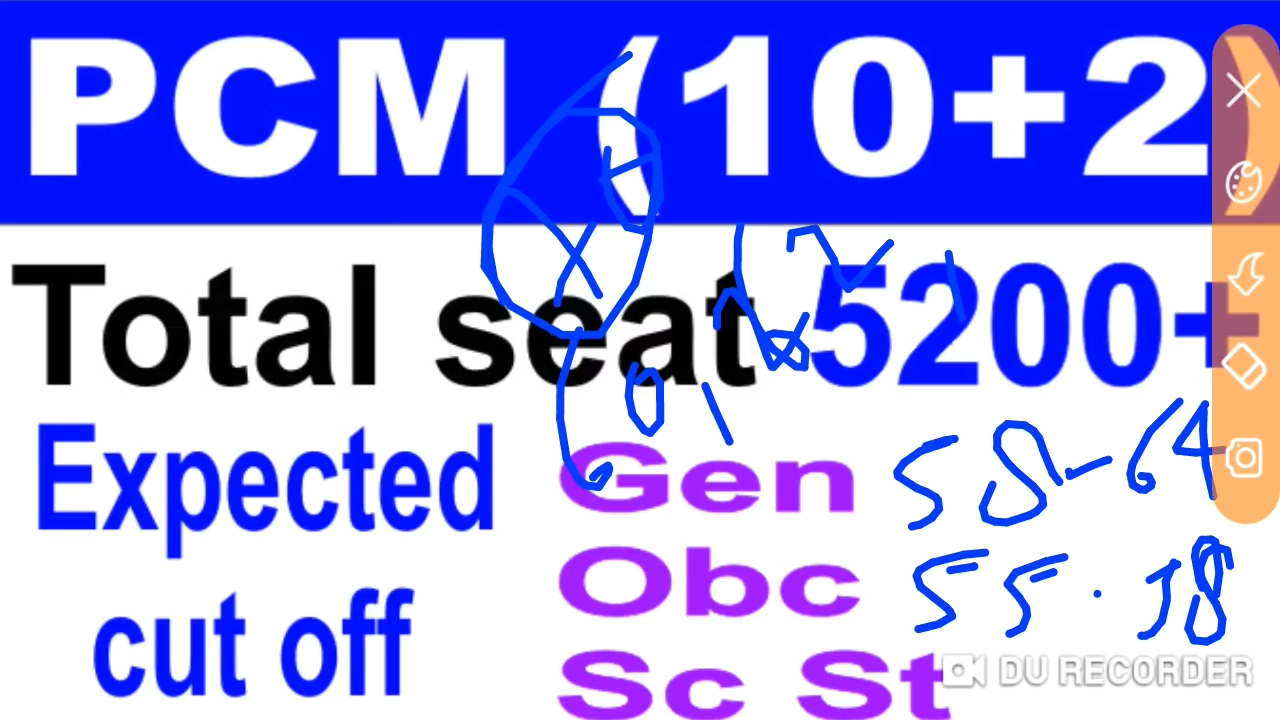 PCM (10+2)
Total seat 5200+
Expected cut off
Gen 58-64
Obc 55.58
Sc St
DU RECORDER